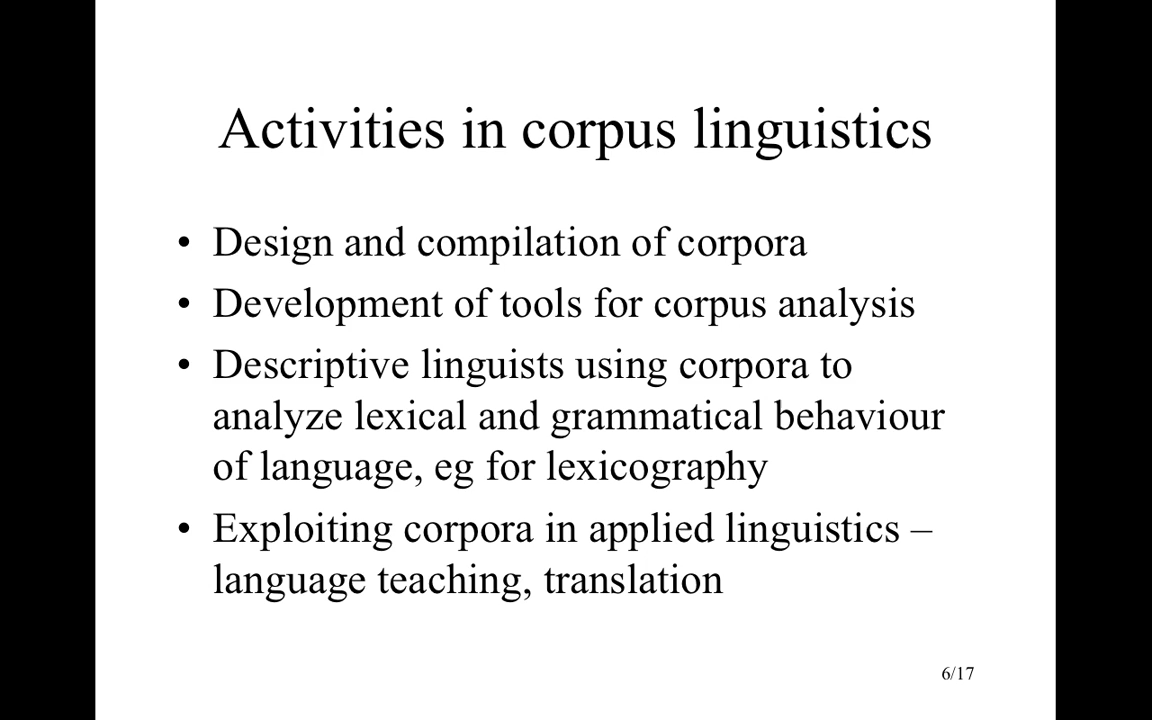 Activities in corpus linguistics
• Design and compilation of corpora
• Development of tools for corpus analysis
• Descriptive linguists using corpora to
analyze lexical and grammatical behaviour
of language, eg for lexicography
• Exploiting corpora in applied linguistics –
language teaching, translation
6/17